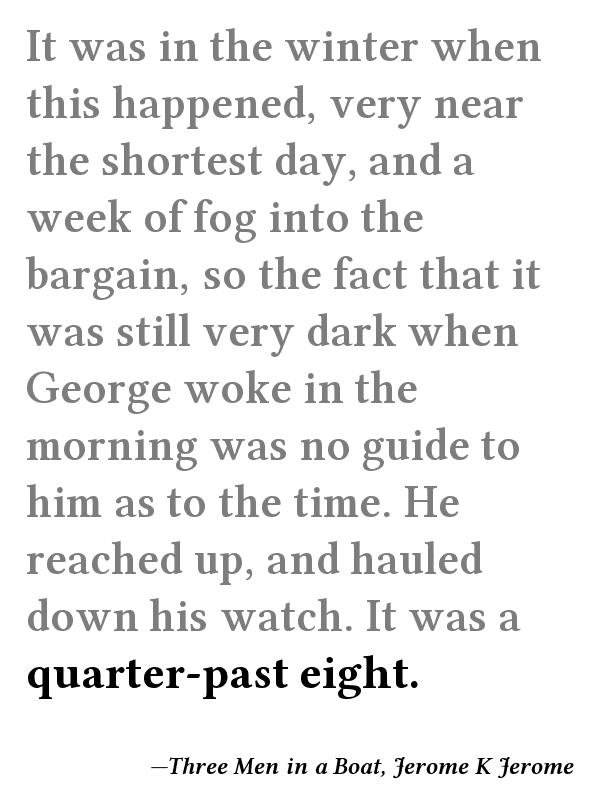 It was in the winter when
this happened, very near
the shortest day, and a
week of fog into the
bargain, so the fact that it
was still very dark when
George woke in the
morning was no guide to
him as to the time. He
reached up, and hauled
down his watch. It was a
quarter-past eight.
—Three Men in a Boat, Jerome K Jerome